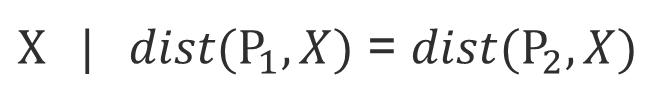 X | dist(P₁, X) = dist(P₂, X)